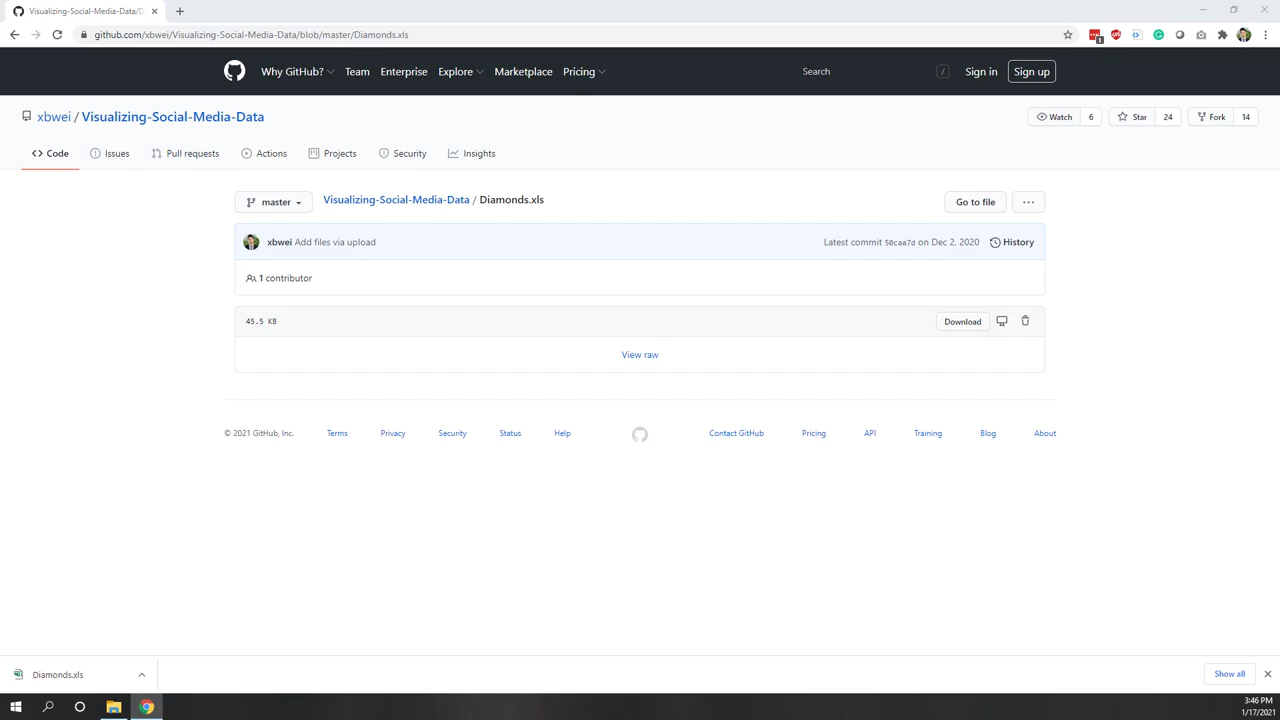 Visualizing-Social-Media-Data/D
github.com/xbwei/Visualizing-Social-Media-Data/blob/master/Diamonds.xls
1
Why GitHub? Team Enterprise Explore Marketplace Pricing Search / Sign in Sign up
xbwei / Visualizing-Social-Media-Data Watch 6 Star 24 Fork 14
Code Issues Pull requests Actions Projects Security Insights
master Visualizing-Social-Media-Data / Diamonds.xls Go to file ...
xbwei Add files via upload Latest commit 50caa7d on Dec 2, 2020 History
1 contributor
45.5 KB Download
View raw
© 2021 GitHub, Inc. Terms Privacy Security Status Help Contact GitHub Pricing API Training Blog About
Diamonds.xls Show all
3:46 PM
1/17/2021